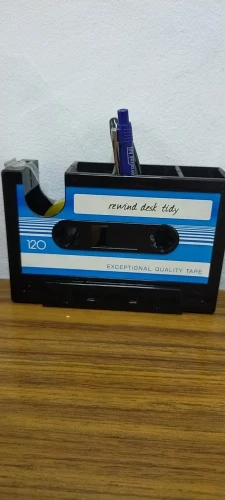 rewind desk tidy
120
EXCEPTIONAL QUALITY TAPE